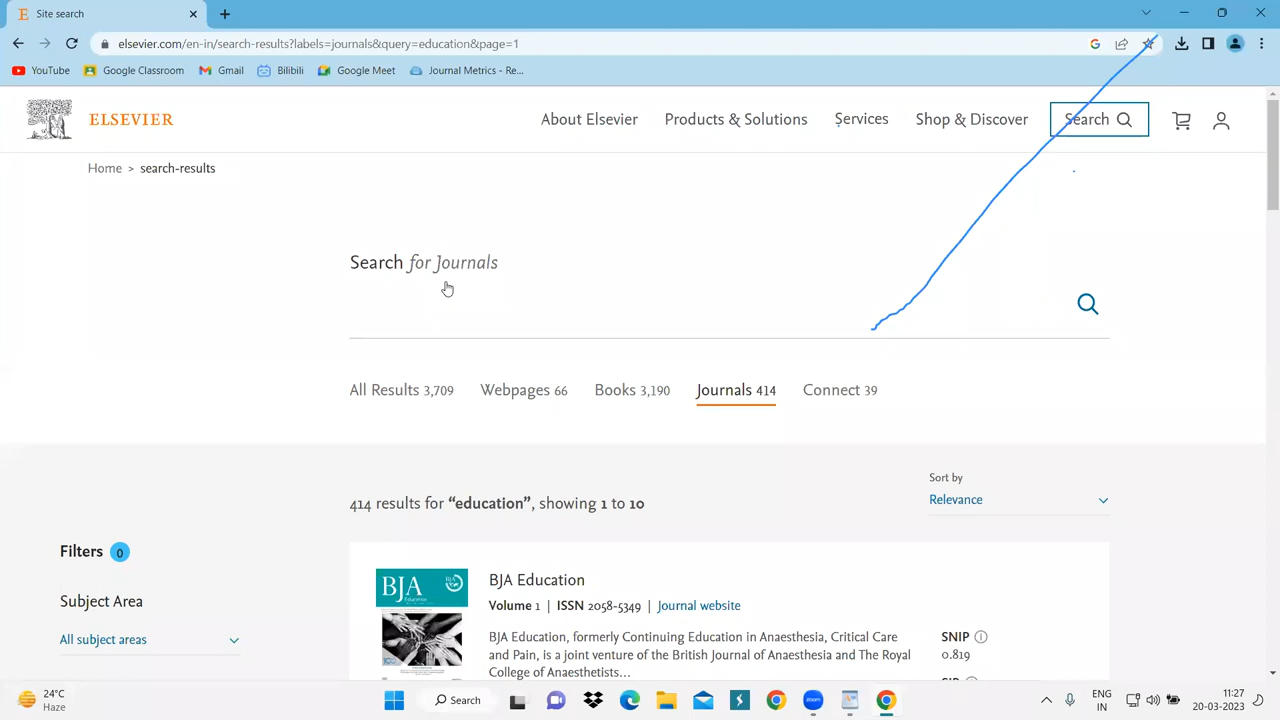 Site search
elsevier.com/en-in/search-results?labels=journals&query=education&page=1
YouTube
Google Classroom
Gmail
Bilibili
Google Meet
Journal Metrics - Re...
ELSEVIER
About Elsevier
Products & Solutions
Services
Shop & Discover
Search
Home > search-results
Search for Journals
All Results 3,709
Webpages 66
Books 3,190
Journals 414
Connect 39
Sort by
Relevance
414 results for “education”, showing 1 to 10
Filters 0
Subject Area
All subject areas
BJA
Education
BJA Education
Volume 1 | ISSN 2058-5349 | Journal website
BJA Education, formerly Continuing Education in Anaesthesia, Critical Care
and Pain, is a joint venture of the British Journal of Anaesthesia and The Royal
College of Anaesthetists...
SNIP
0.819
24°C
Haze
Search
zoom
ENG
IN
11:27
20-03-2023